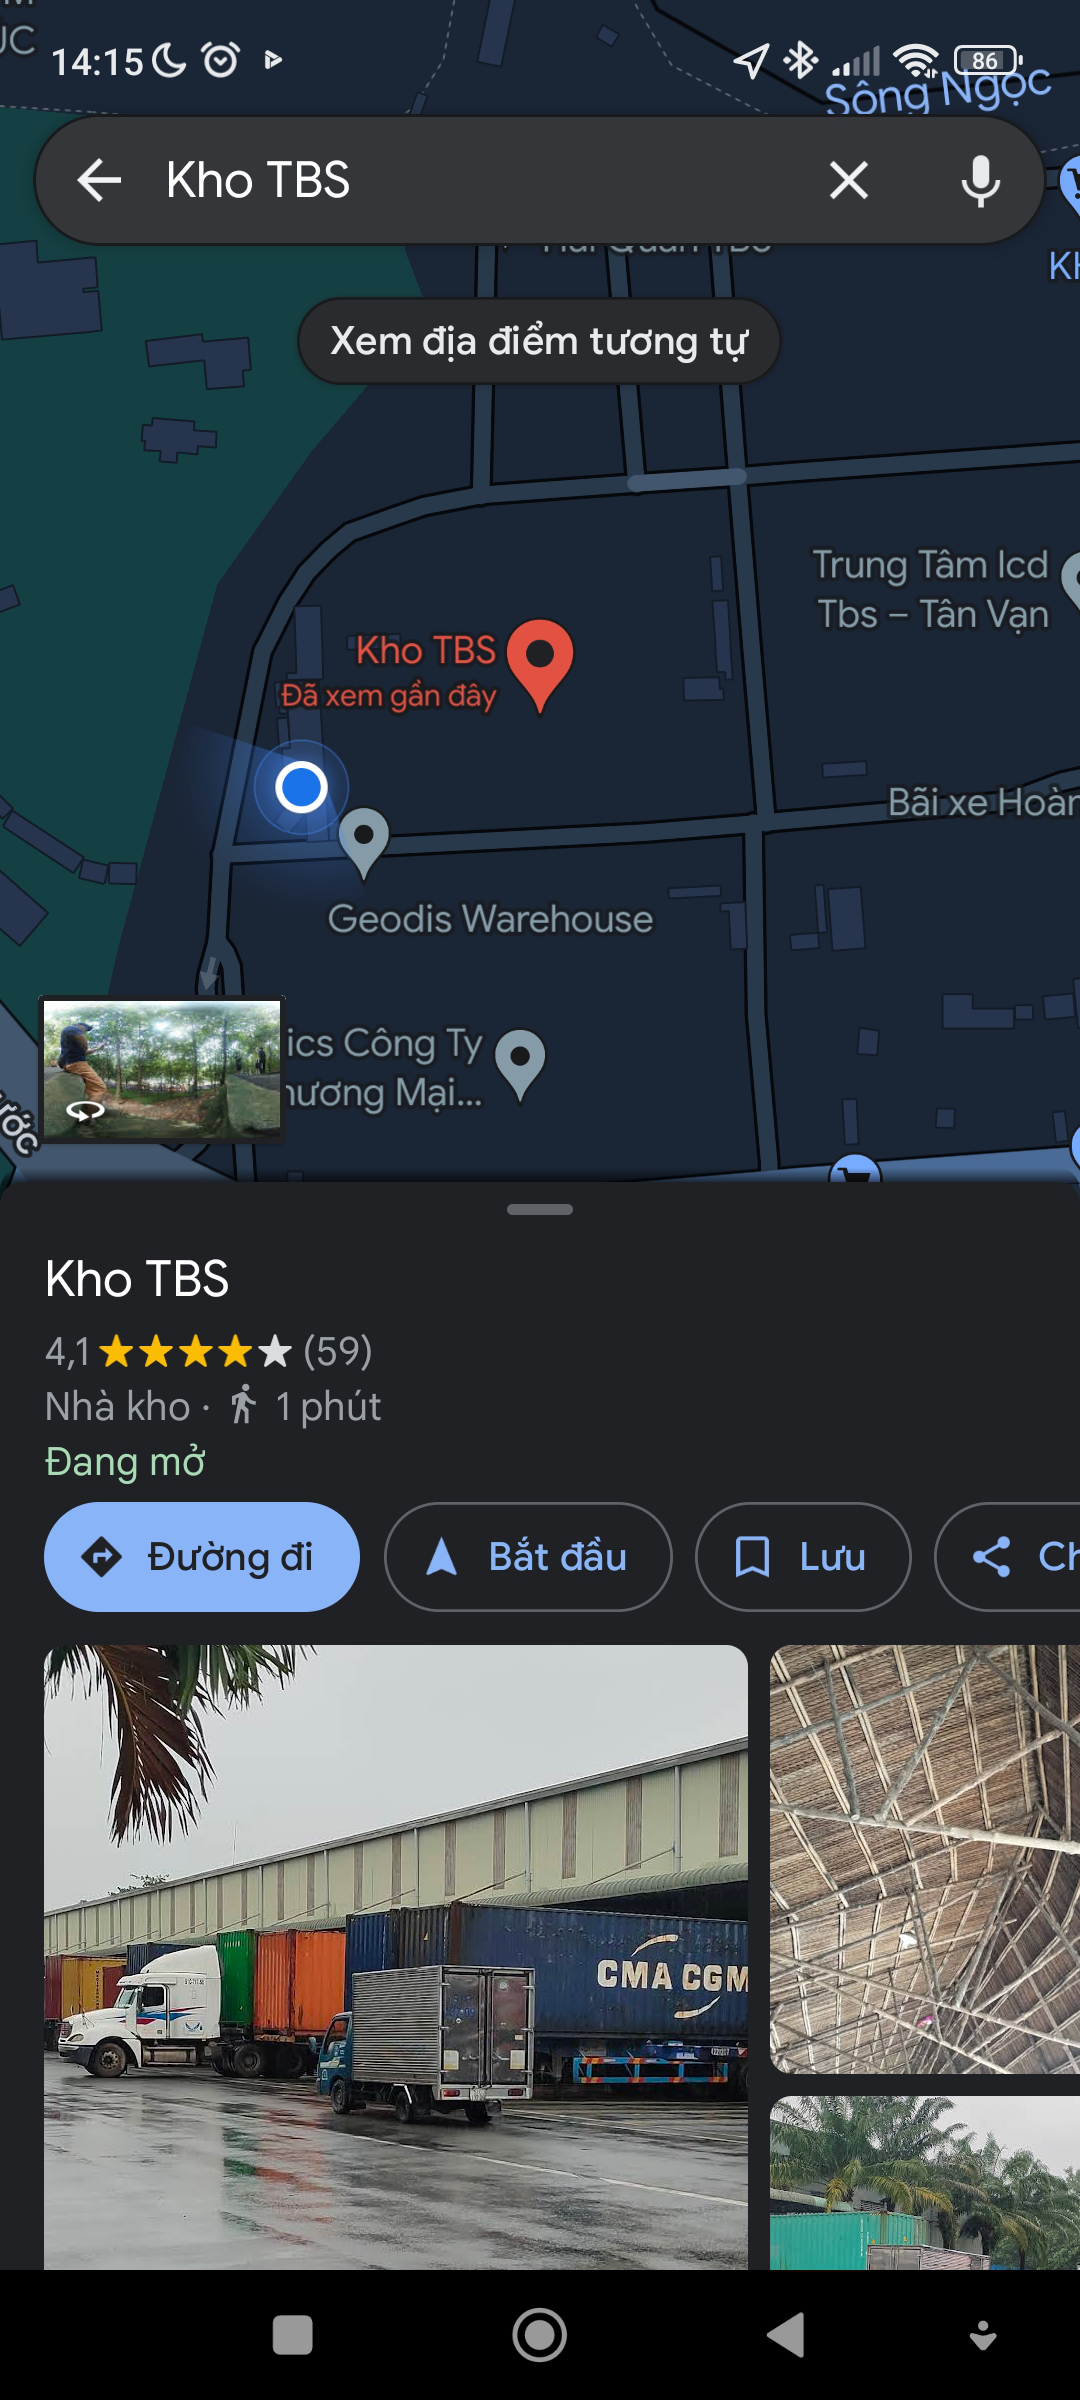 14:15
86
Sông Ngọc
Kho TBS
Xem địa điểm tương tự
Trung Tâm Icd
Tbs – Tân Vạn
Kho TBS
Đã xem gần đây
Bãi xe Hoàn
Geodis Warehouse
ics Công Ty
hương Mại...
Kho TBS
4,1 (59)
Nhà kho · 1 phút
Đang mở
Đường đi
Bắt đầu
Lưu
Ch
CMA CGM